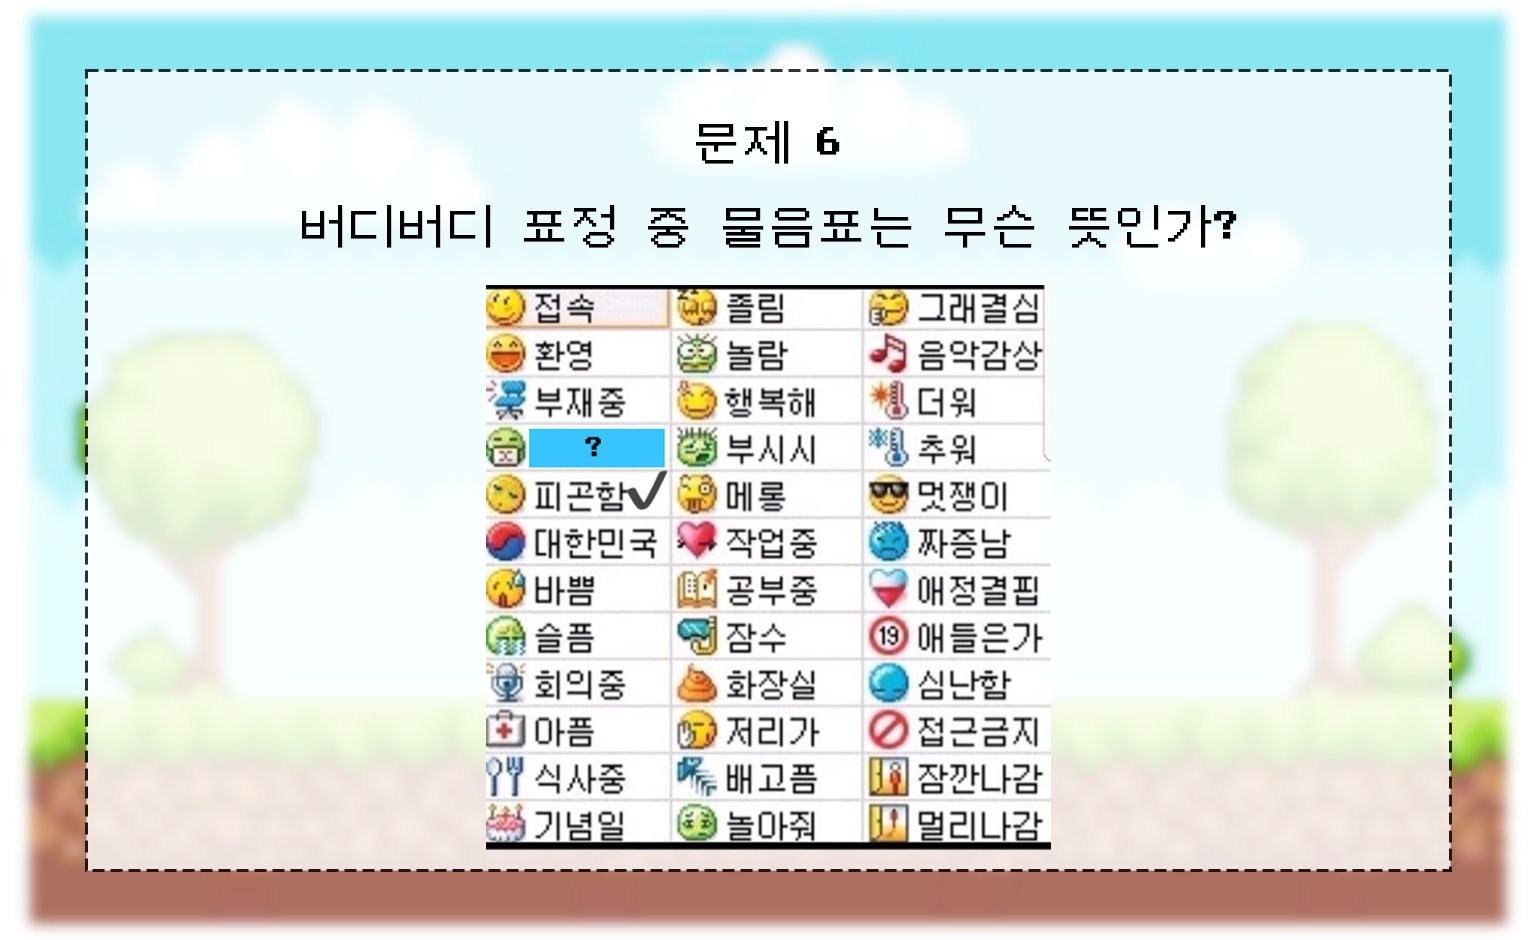 문제 6
버디버디 표정 중 물음표는 무슨 뜻인가?
접속 졸림 그래결심
환영 놀람 음악감상
부재중 행복해 더워
? 부시시 추워
피곤함 메롱 멋쟁이
대한민국 작업중 짜증남
바쁨 공부중 애정결핍
슬픔 잠수 19 애들은가
회의중 화장실 심난함
아픔 저리가 접근금지
식사중 배고픔 잠깐나감
기념일 놀아줘 멀리나감